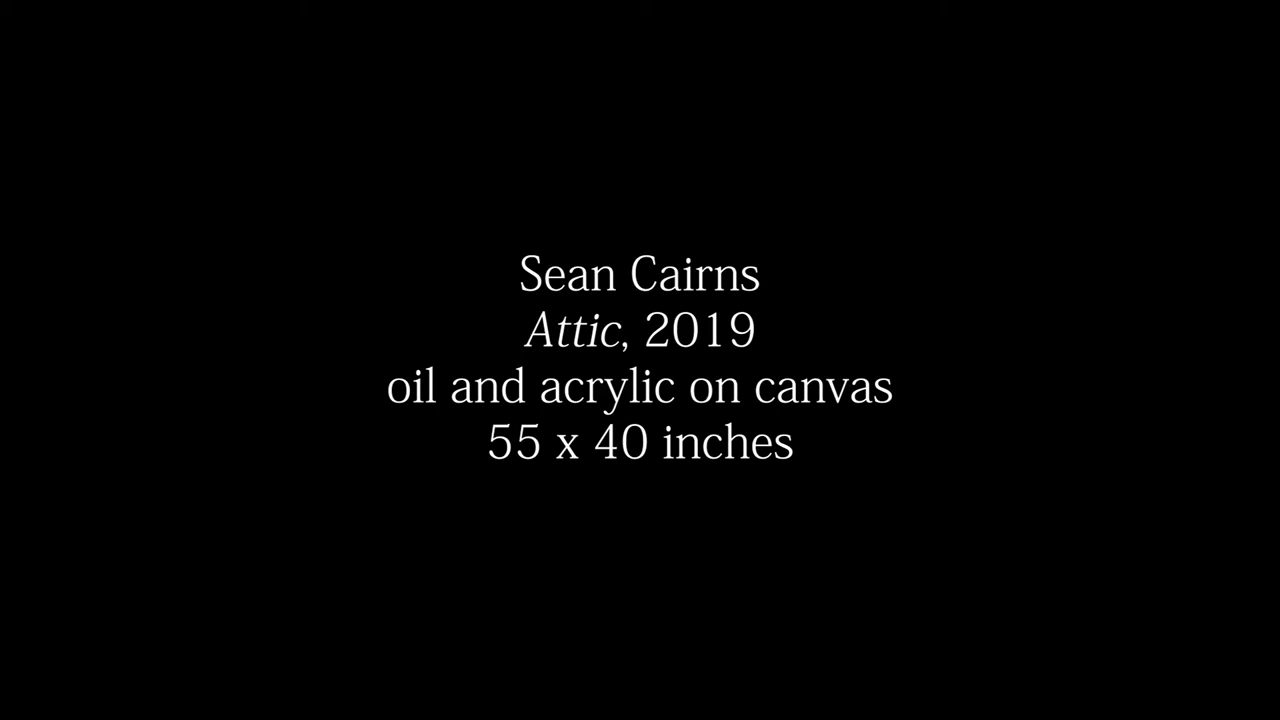 Sean Cairns
Attic, 2019
oil and acrylic on canvas
55 x 40 inches